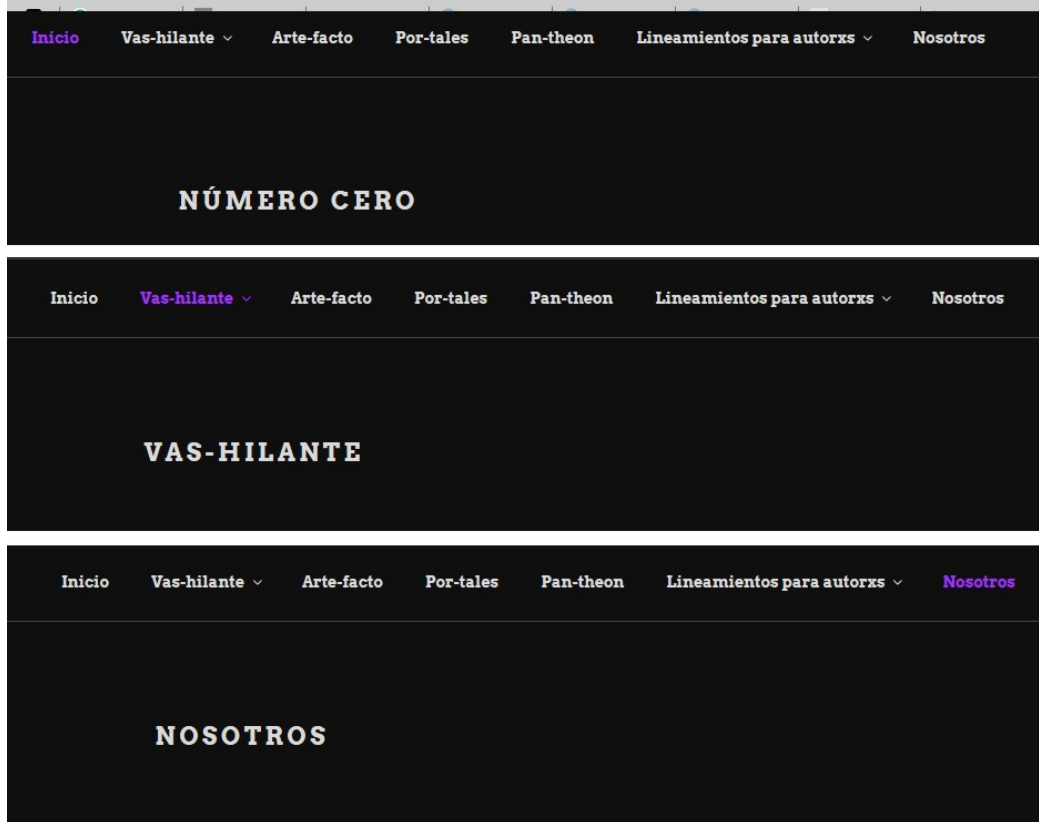 Inicio Vas-hilante Arte-facto Por-tales Pan-theon Lineamientos para autorxs Nosotros
NÚMERO CERO
Inicio Vas-hilante Arte-facto Por-tales Pan-theon Lineamientos para autorxs Nosotros
VAS-HILANTE
Inicio Vas-hilante Arte-facto Por-tales Pan-theon Lineamientos para autorxs Nosotros
NOSOTROS